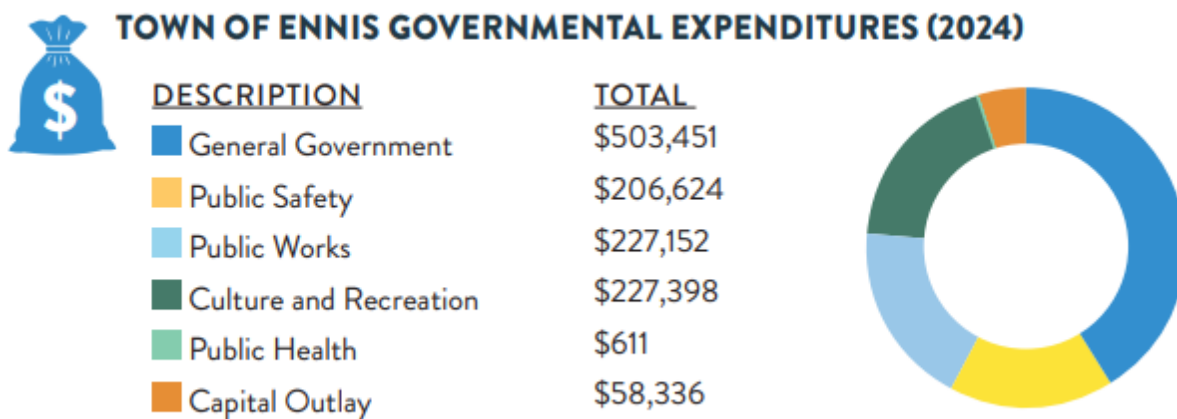 TOWN OF ENNIS GOVERNMENTAL EXPENDITURES (2024)
$
DESCRIPTION TOTAL
General Government $503,451
Public Safety $206,624
Public Works $227,152
Culture and Recreation $227,398
Public Health $611
Capital Outlay $58,336